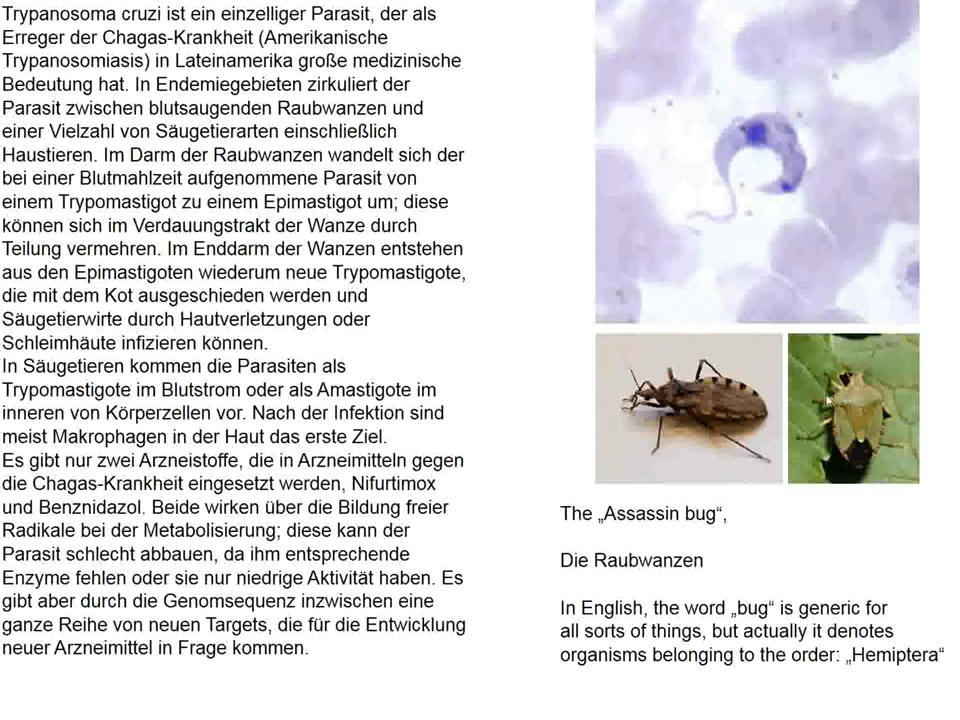 Trypanosoma cruzi ist ein einzelliger Parasit, der als
Erreger der Chagas-Krankheit (Amerikanische
Trypanosomiasis) in Lateinamerika große medizinische
Bedeutung hat. In Endemiegebieten zirkuliert der
Parasit zwischen blutsaugenden Raubwanzen und
einer Vielzahl von Säugetierarten einschließlich
Haustieren. Im Darm der Raubwanzen wandelt sich der
bei einer Blutmahlzeit aufgenommene Parasit von
einem Trypomastigot zu einem Epimastigot um; diese
können sich im Verdauungstrakt der Wanze durch
Teilung vermehren. Im Enddarm der Wanzen entstehen
aus den Epimastigoten wiederum neue Trypomastigote,
die mit dem Kot ausgeschieden werden und
Säugetierwirte durch Hautverletzungen oder
Schleimhäute infizieren können.
In Säugetieren kommen die Parasiten als
Trypomastigote im Blutstrom oder als Amastigote im
inneren von Körperzellen vor. Nach der Infektion sind
meist Makrophagen in der Haut das erste Ziel.
Es gibt nur zwei Arzneistoffe, die in Arzneimitteln gegen
die Chagas-Krankheit eingesetzt werden, Nifurtimox
und Benznidazol. Beide wirken über die Bildung freier
Radikale bei der Metabolisierung; diese kann der
Parasit schlecht abbauen, da ihm entsprechende
Enzyme fehlen oder sie nur niedrige Aktivität haben. Es
gibt aber durch die Genomsequenz inzwischen eine
ganze Reihe von neuen Targets, die für die Entwicklung
neuer Arzneimittel in Frage kommen.
The „Assassin bug“,
Die Raubwanzen
In English, the word „bug“ is generic for
all sorts of things, but actually it denotes
organisms belonging to the order: „Hemiptera“